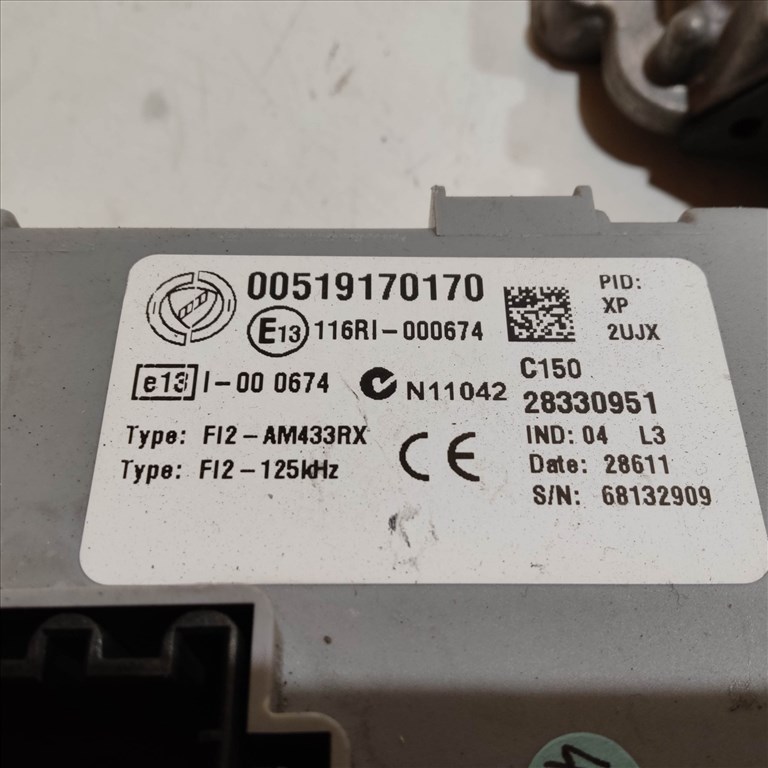 00519170170
E13 116RI-000674
e13 I-00 0674
N11042
Type: FI2-AM433RX
Type: FI2-125kHz
CE
PID:
XP
2UJX
C150
28330951
IND: 04 L3
Date: 28611
S/N: 68132909